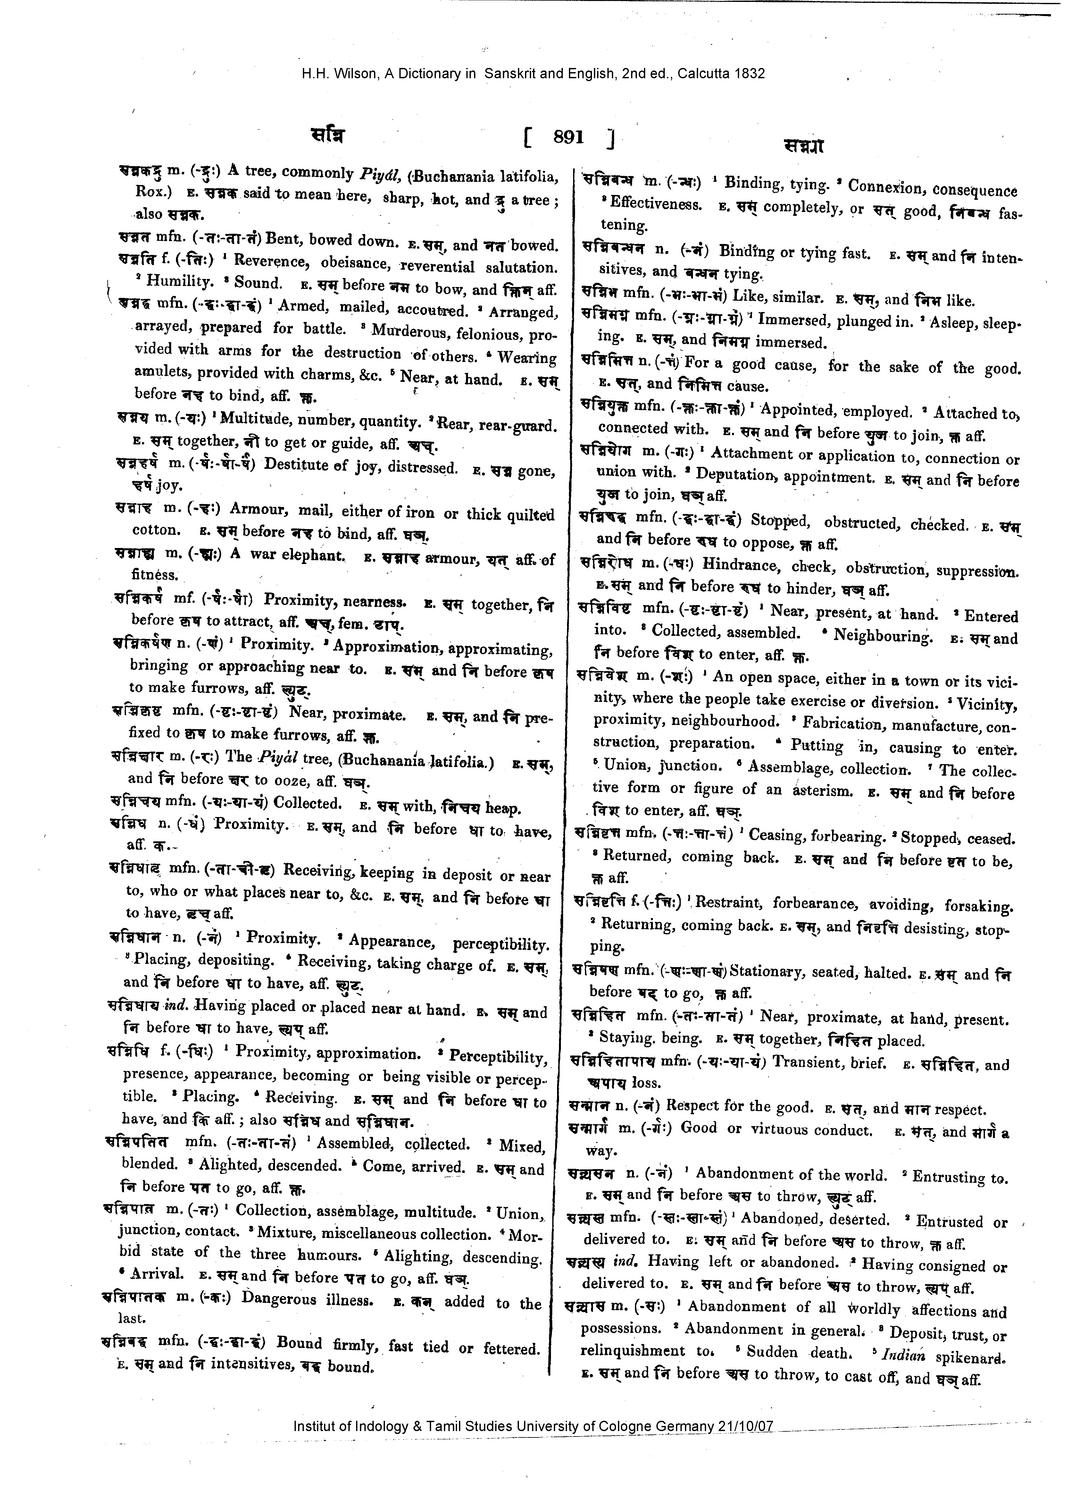 H.H. Wilson, A Dictionary in Sanskrit and English, 2nd ed., Calcutta 1832
सन्नि [ 891 ] सन्न्या
सन्नकद्रु m. (-द्रुः) A tree, commonly Piyál, (Buchanania latifolia,
Rox.) E. सन्नक said to mean here, sharp, hot, and द्रु a tree;
also सन्नक.
सन्नत mfn. (-तः-ता-तं) Bent, bowed down. E. सम्, and नत bowed.
सन्नति f. (-तिः) ¹ Reverence, obeisance, reverential salutation.
² Humility. ³ Sound. E. सम् before नम to bow, and क्तिन् aff.
सन्नद्ध mfn. (-द्धः-द्धा-द्धं) ¹ Armed, mailed, accoutred. ² Arranged,
arrayed, prepared for battle. ³ Murderous, felonious, pro-
vided with arms for the destruction of others. ⁴ Wearing
amulets, provided with charms, &c. ⁵ Near, at hand. E. सम्
before नह to bind, aff. क्त.
सन्नय m. (-यः) ¹ Multitude, number, quantity. ² Rear, rear-guard.
E. सम् together, नी to get or guide, aff. अच्.
सन्नहर्ष m. (-र्षः-र्षा-र्षं) Destitute of joy, distressed. E. सन्न gone,
हर्ष joy.
सन्नाह m. (-हः) Armour, mail, either of iron or thick quilted
cotton. E. सम् before नह to bind, aff. घञ्.
सन्नाह्य m. (-ह्यः) A war elephant. E. सन्नाह armour, यत् aff. of
fitness.
सन्निकर्ष mf. (-र्षः-र्षा) Proximity, nearness. E. सम् together, नि
before कृष to attract, aff. अच्, fem. टाप्.
सन्निकर्षण n. (-णं) ¹ Proximity. ² Approximation, approximating,
bringing or approaching near to. E. सम् and नि before कृष
to make furrows, aff. ल्युट्.
सन्निकृष्ट mfn. (-ष्टः-ष्टा-ष्टं) Near, proximate. E. सम्, and नि pre-
fixed to कृष to make furrows, aff. क्त.
सन्निचार m. (-रः) The Piyál tree, (Buchanania latifolia.) E. सम्,
and नि before चर to ooze, aff. घञ्.
सन्निचय mfn. (-यः-या-यं) Collected. E. सम् with, निचय heap.
सन्निध n. (-धं) Proximity. E. सम्, and नि before धा to have,
aff. क.
सन्निधातृ mfn. (-ता-त्री-तृ) Receiving, keeping in deposit or near
to, who or what places near to, &c. E. सम्, and नि before धा
to have, तृच् aff.
सन्निधान n. (-नं) ¹ Proximity. ² Appearance, perceptibility.
³ Placing, depositing. ⁴ Receiving, taking charge of. E. सम्,
and नि before धा to have, aff. ल्युट्.
सन्निधाय ind. Having placed or placed near at hand. E. सम् and
नि before धा to have, ल्यप् aff.
सन्निधि f. (-धिः) ¹ Proximity, approximation. ² Perceptibility,
presence, appearance, becoming or being visible or percep-
tible. ³ Placing. ⁴ Receiving. E. सम् and नि before धा to
have, and कि aff.; also सन्निध and सन्निधान.
सन्निपतित mfn. (-तः-ता-तं) ¹ Assembled, collected. ² Mixed,
blended. ³ Alighted, descended. ⁴ Come, arrived. E. सम् and
नि before पत to go, aff. क्त.
सन्निपात m. (-तः) ¹ Collection, assemblage, multitude. ² Union,
junction, contact. ³ Mixture, miscellaneous collection. ⁴ Mor-
bid state of the three humours. ⁵ Alighting, descending.
⁶ Arrival. E. सम् and नि before पत to go, aff. घञ्.
सन्निपातक m. (-कः) Dangerous illness. E. कन् added to the
last.
सन्निबद्ध mfn. (-द्धः-द्धा-द्धं) Bound firmly, fast tied or fettered.
E. सम् and नि intensitives, बद्ध bound.
सन्निबन्ध m. (-न्धः) ¹ Binding, tying. ² Connexion, consequence
³ Effectiveness. E. सम् completely, or सत् good, निबन्ध fas-
tening.
सन्निबन्धन n. (-नं) Binding or tying fast. E. सम् and नि inten-
sitives, and बन्धन tying.
सन्निभ mfn. (-भः-भा-भं) Like, similar. E. सम्, and निभ like.
सन्निमग्न mfn. (-ग्नः-ग्ना-ग्नं) ¹ Immersed, plunged in. ² Asleep, sleep-
ing. E. सम्, and निमग्न immersed.
सन्निमित्त n. (-त्तं) For a good cause, for the sake of the good.
E. सत्, and निमित्त cause.
सन्नियुक्त mfn. (-क्तः-क्ता-क्तं) ¹ Appointed, employed. ² Attached to,
connected with. E. सम् and नि before युज to join, क्त aff.
सन्नियोग m. (-गः) ¹ Attachment or application to, connection or
union with. ² Deputation, appointment. E. सम् and नि before
युज to join, घञ् aff.
सन्निरुद्ध mfn. (-द्धः-द्धा-द्धं) Stopped, obstructed, checked. E. सम्
and नि before रुध to oppose, क्त aff.
सन्निरोध m. (-धः) Hindrance, check, obstruction, suppression.
E. सम् and नि before रुध to hinder, घञ् aff.
सन्निविष्ट mfn. (-ष्टः-ष्टा-ष्टं) ¹ Near, present, at hand. ² Entered
into. ³ Collected, assembled. ⁴ Neighbouring. E. सम् and
नि before विश to enter, aff. क्त.
सन्निवेश m. (-शः) ¹ An open space, either in a town or its vici-
nity, where the people take exercise or diversion. ² Vicinity,
proximity, neighbourhood. ³ Fabrication, manufacture, con-
struction, preparation. ⁴ Putting in, causing to enter.
⁵ Union, junction. ⁶ Assemblage, collection. ⁷ The collec-
tive form or figure of an asterism. E. सम् and नि before
विश to enter, aff. घञ्.
सन्निवृत्त mfn. (-त्तः-त्ता-त्तं) ¹ Ceasing, forbearing. ² Stopped, ceased.
³ Returned, coming back. E. सम् and नि before वृत to be,
क्त aff.
सन्निवृत्ति f. (-त्तिः) ¹ Restraint, forbearance, avoiding, forsaking.
² Returning, coming back. E. सम्, and निवृत्ति desisting, stop-
ping.
सन्निषण्ण mfn. (-ण्णः-ण्णा-ण्णं) Stationary, seated, halted. E. सम् and नि
before षद् to go, क्त aff.
सन्निहित mfn. (-तः-ता-तं) ¹ Near, proximate, at hand, present.
² Staying. being. E. सम् together, निहित placed.
सन्निहितापाय mfn. (-यः-या-यं) Transient, brief. E. सन्निहित, and
अपाय loss.
सन्मान n. (-नं) Respect for the good. E. सत्, and मान respect.
सन्मार्ग m. (-र्गः) Good or virtuous conduct. E. सत्, and मार्ग a
way.
सन्न्यसन n. (-नं) ¹ Abandonment of the world. ² Entrusting to.
E. सम् and नि before अस to throw, ल्युट् aff.
सन्न्यस्त mfn. (-स्तः-स्ता-स्तं) ¹ Abandoned, deserted. ² Entrusted or
delivered to. E. सम् and नि before अस to throw, क्त aff.
सन्न्यस्य ind. Having left or abandoned. ² Having consigned or
delivered to. E. सम् and नि before अस to throw, ल्यप् aff.
सन्न्यास m. (-सः) ¹ Abandonment of all worldly affections and
possessions. ² Abandonment in general. ³ Deposit, trust, or
relinquishment to. ⁵ Sudden death. ⁵ Indian spikenard.
E. सम् and नि before अस to throw, to cast off, and घञ् aff.
Institut of Indology & Tamil Studies University of Cologne Germany 21/10/07